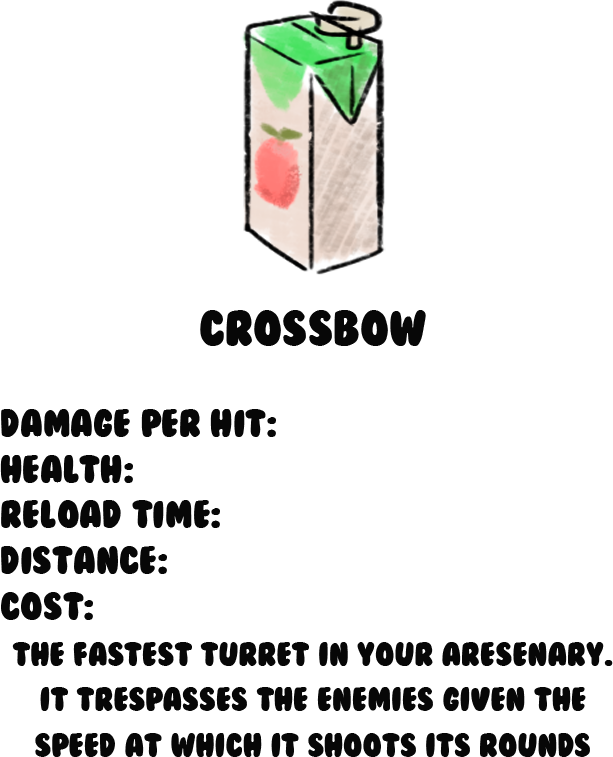 CROSSBOW
DAMAGE PER HIT:
HEALTH:
RELOAD TIME:
DISTANCE:
COST:
THE FASTEST TURRET IN YOUR ARESENARY.
IT TRESPASSES THE ENEMIES GIVEN THE
SPEED AT WHICH IT SHOOTS ITS ROUNDS